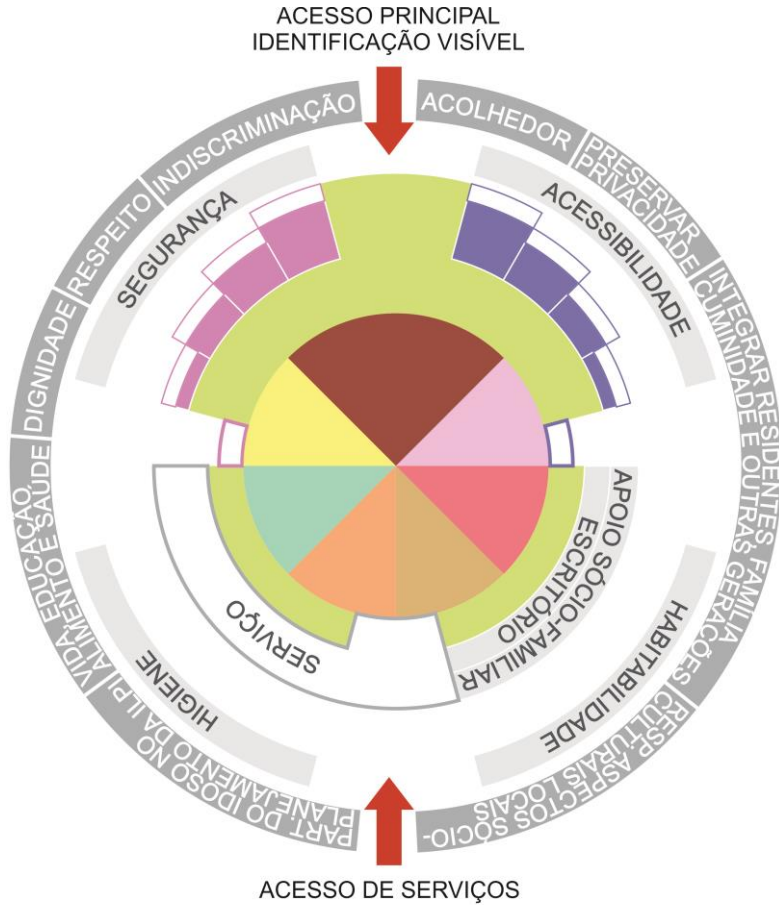 ACESSO PRINCIPAL
IDENTIFICAÇÃO VISÍVEL
INDISCRIMINAÇÃO
ACOLHEDOR
PRESERVAR
PRIVACIDADE
RESPEITO
SEGURANÇA
ACESSIBILIDADE
DIGNIDADE
INTEGRAR RESIDENTES, FAMÍLIA,
CUMINIDADE E OUTRAS GERAÇÕES
VIDA, EDUCAÇÃO,
ALIMENTO E SAÚDE
APOIO SÓCIO-FAMILIAR
ESCRITÓRIO
SERVIÇO
HIGIENE
HABITABILIDADE
PART. DO IDOSO NO
PLANEJAMENTO DA ILPI
RESP. ASPECTOS SÓCIO-
CULTURAIS LOCAIS
ACESSO DE SERVIÇOS